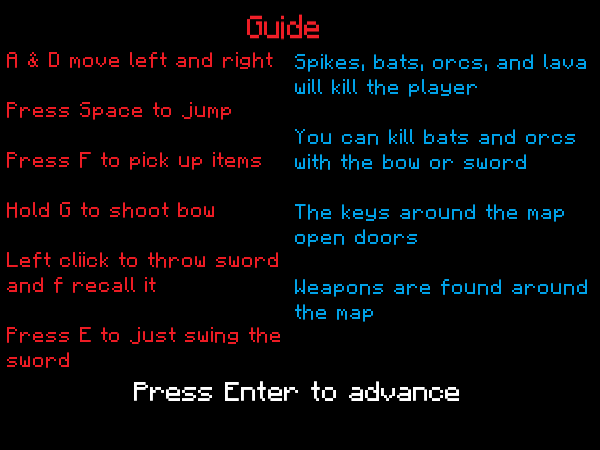 Guide
A & D move left and right
Press Space to jump
Press F to pick up items
Hold G to shoot bow
Left cliick to throw sword
and f recall it
Press E to just swing the
sword
Spikes, bats, orcs, and lava
will kill the player
You can kill bats and orcs
with the bow or sword
The keys around the map
open doors
Weapons are found around
the map
Press Enter to advance